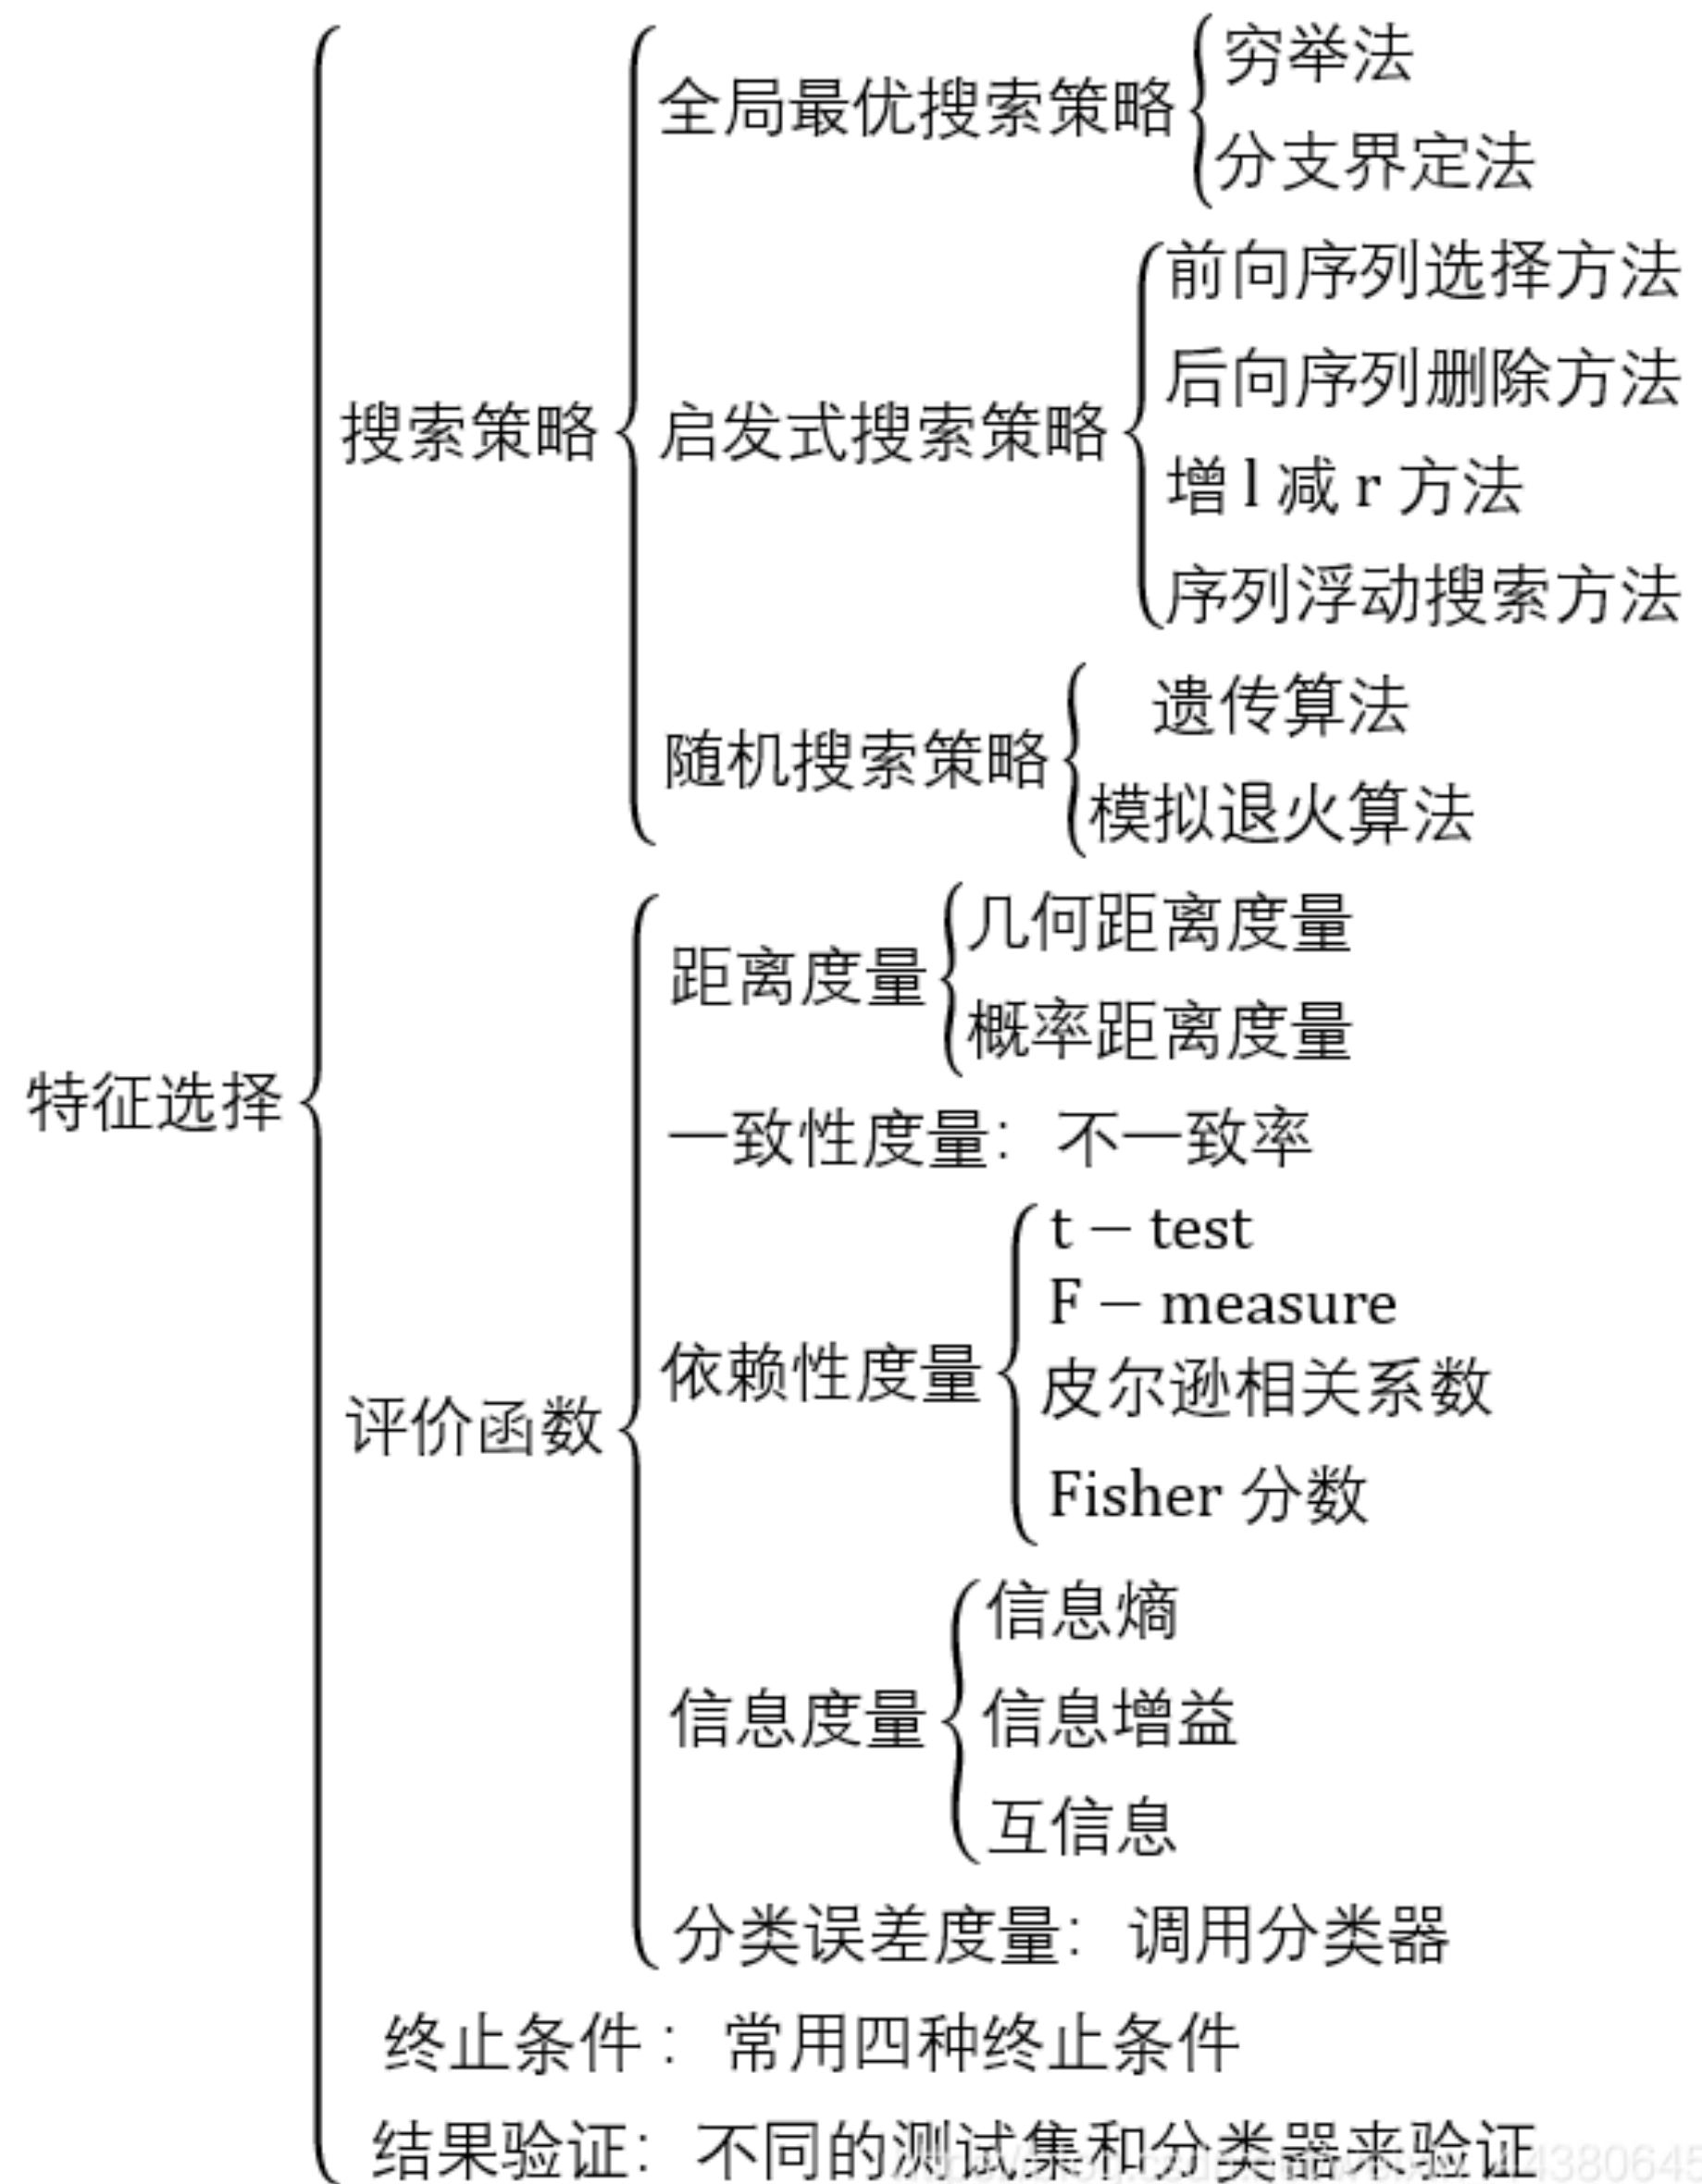 特征选择
搜索策略
全局最优搜索策略
穷举法
分支界定法
启发式搜索策略
前向序列选择方法
后向序列删除方法
增 l 减 r 方法
序列浮动搜索方法
随机搜索策略
遗传算法
模拟退火算法
评价函数
距离度量
几何距离度量
概率距离度量
一致性度量：不一致率
依赖性度量
t − test
F − measure
皮尔逊相关系数
Fisher 分数
信息度量
信息熵
信息增益
互信息
分类误差度量：调用分类器
终止条件：常用四种终止条件
结果验证：不同的测试集和分类器来验证